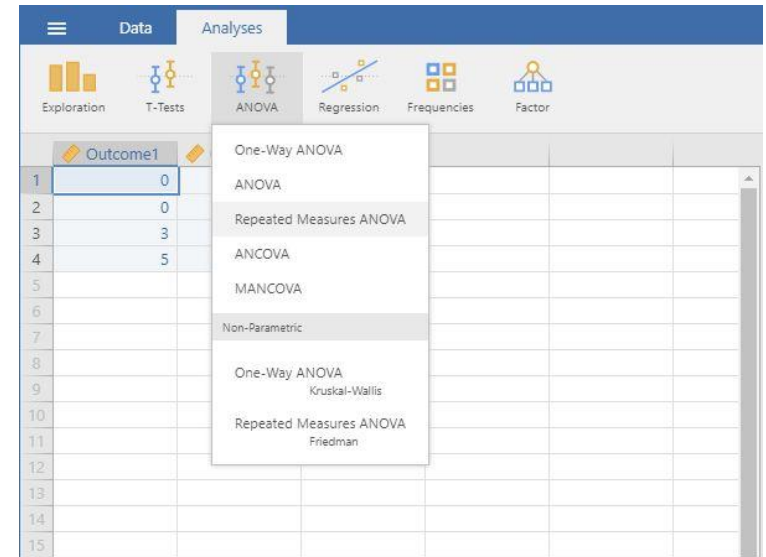 Data Analyses
Exploration T-Tests ANOVA Regression Frequencies Factor
Outcome1
One-Way ANOVA
1 0
ANOVA
2 0
Repeated Measures ANOVA
3 3
4 5
ANCOVA
5
MANCOVA
6
7
Non-Parametric
8
9
One-Way ANOVA
Kruskal-Wallis
10
Repeated Measures ANOVA
11
Friedman
12
13
14
15